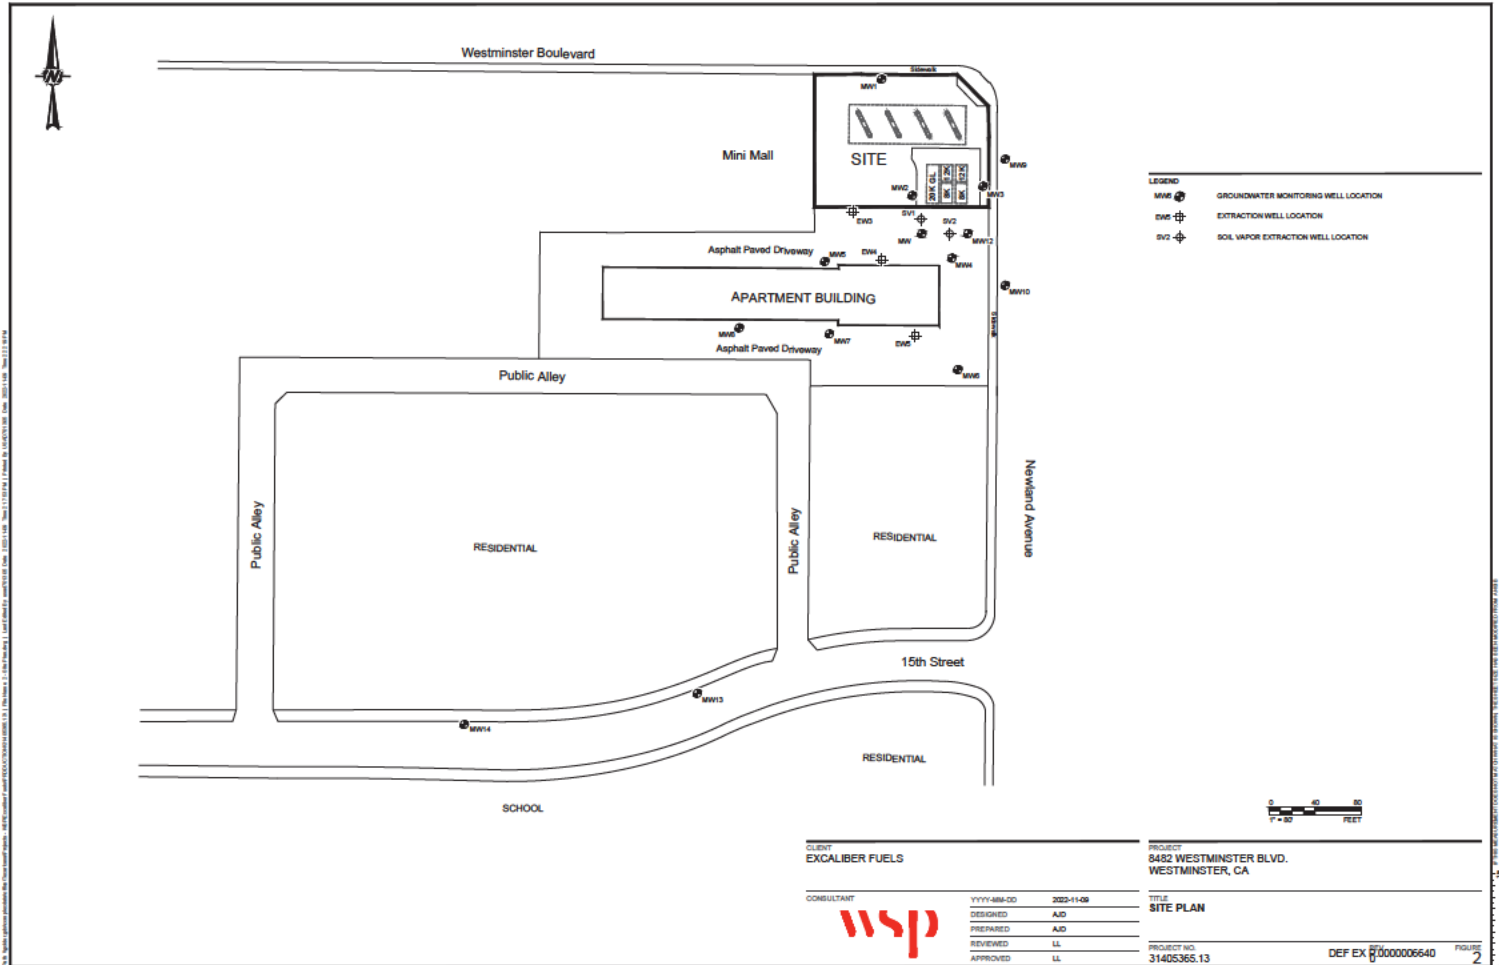 Westminster Boulevard
Sidewalk
MW1
Mini Mall
SITE
MW9
20K GL
12K
12K
8K
8K
MW2
MW3
SV1
SV2
EW3
MW
MW12
Asphalt Paved Driveway
MW5
EW4
MW4
APARTMENT BUILDING
MW10
MW8
MW7
EW5
Asphalt Paved Driveway
MW6
Public Alley
Public Alley
RESIDENTIAL
Public Alley
RESIDENTIAL
Newland Avenue
15th Street
MW13
MW14
RESIDENTIAL
SCHOOL
LEGEND
MW6 GROUNDWATER MONITORING WELL LOCATION
EW5 EXTRACTION WELL LOCATION
SV2 SOIL VAPOR EXTRACTION WELL LOCATION
0 40 80
1" = 80' FEET
CLIENT
EXCALIBER FUELS
PROJECT
8482 WESTMINSTER BLVD.
WESTMINSTER, CA
CONSULTANT
wsp
YYYY-MM-DD 2022-11-09
DESIGNED AJD
PREPARED AJD
REVIEWED LL
APPROVED LL
TITLE
SITE PLAN
PROJECT NO.
31405365.13
REV.
0
DEF EX R.0000006640
FIGURE
2